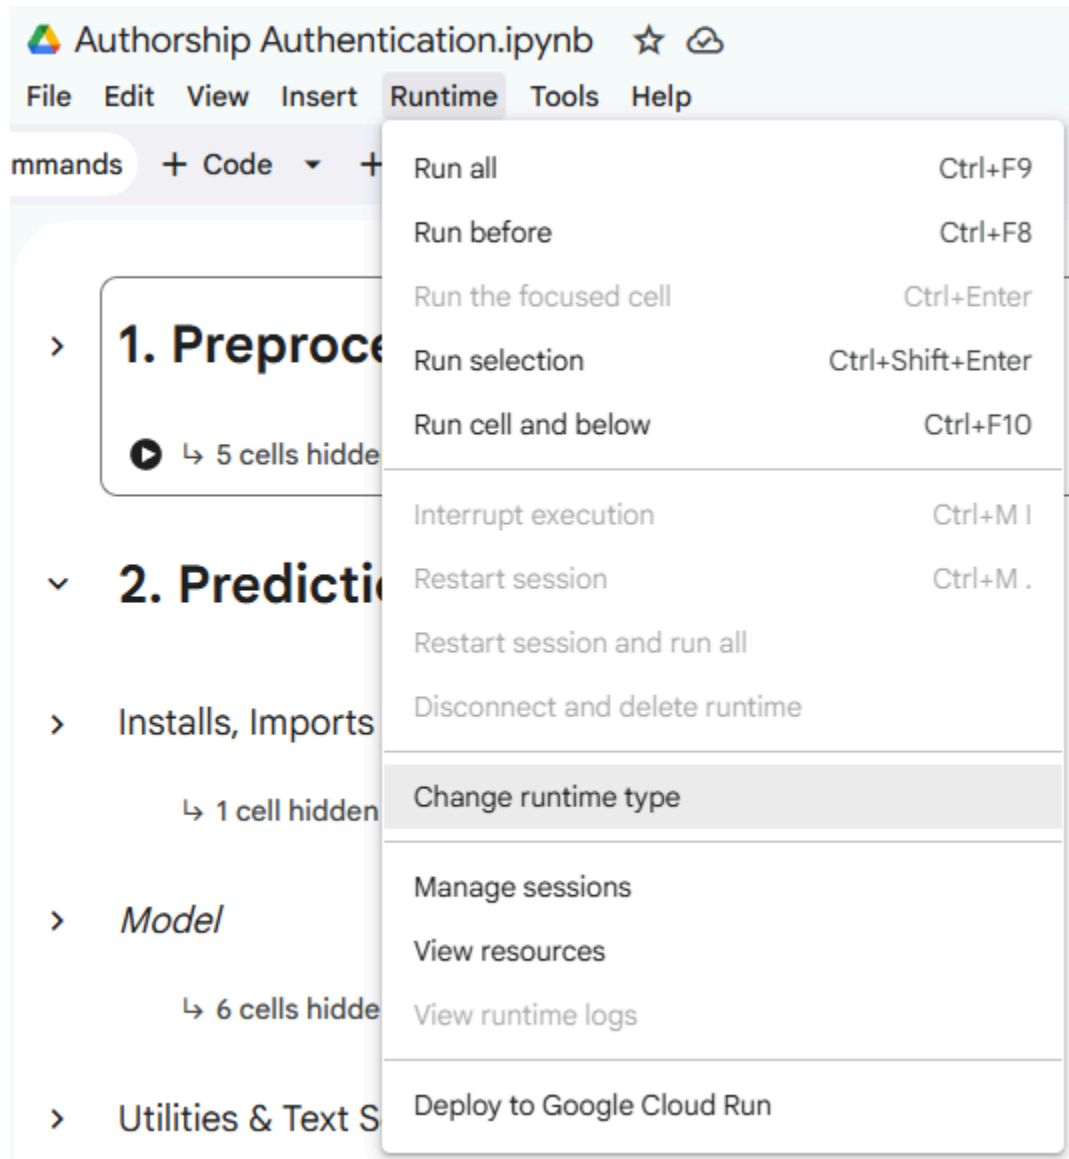 Authorship Authentication.ipynb
File Edit View Insert Runtime Tools Help
mmands + Code +
Run all Ctrl+F9
Run before Ctrl+F8
Run the focused cell Ctrl+Enter
1. Preproce
Run selection Ctrl+Shift+Enter
Run cell and below Ctrl+F10
5 cells hidde
Interrupt execution Ctrl+M I
Restart session Ctrl+M .
2. Predicti
Restart session and run all
Disconnect and delete runtime
Installs, Imports
Change runtime type
1 cell hidden
Manage sessions
Model
View resources
6 cells hidde
View runtime logs
Deploy to Google Cloud Run
Utilities & Text S